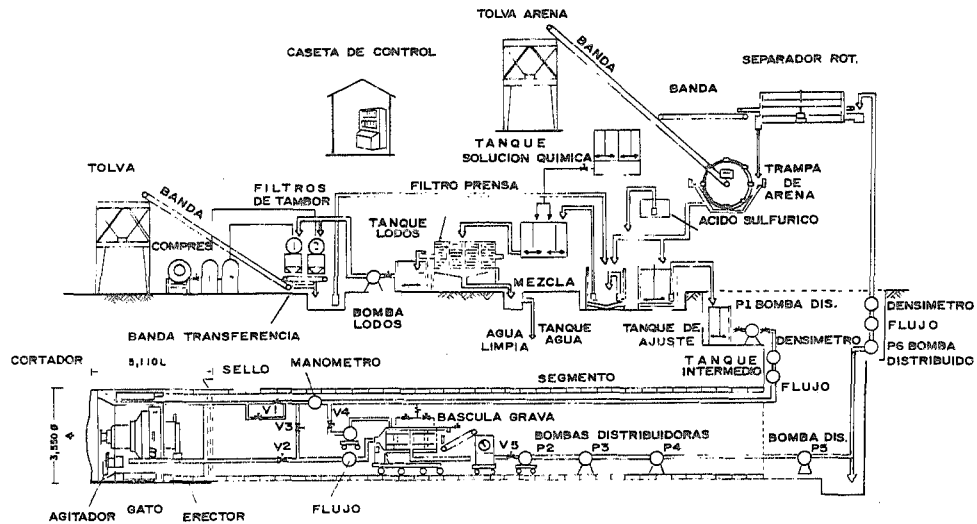 TOLVA ARENA
CASETA DE CONTROL
BANDA
SEPARADOR ROT.
BANDA
TANQUE
SOLUCION QUIMICA
TOLVA
BANDA
FILTROS
DE TAMBOR
FILTRO PRENSA
TRAMPA
DE
ARENA
TANQUE
LODOS
ACIDO SULFURICO
COMPRES
MEZCLA
P1 BOMBA DIS.
DENSIMETRO
BANDA TRANSFERENCIA
BOMBA
LODOS
AGUA
LIMPIA
TANQUE
AGUA
TANQUE DE
AJUSTE
DENSIMETRO
FLUJO
P6 BOMBA
DISTRIBUIDO
CORTADOR
5,110L
SELLO
MANOMETRO
SEGMENTO
TANQUE
INTERMEDIO
FLUJO
V1
V3
V4
BASCULA GRAVA
3,550 Ø
V2
V5
BOMBAS DISTRIBUIDORAS
P2
P3
P4
BOMBA DIS.
P5
AGITADOR
GATO
ERECTOR
FLUJO